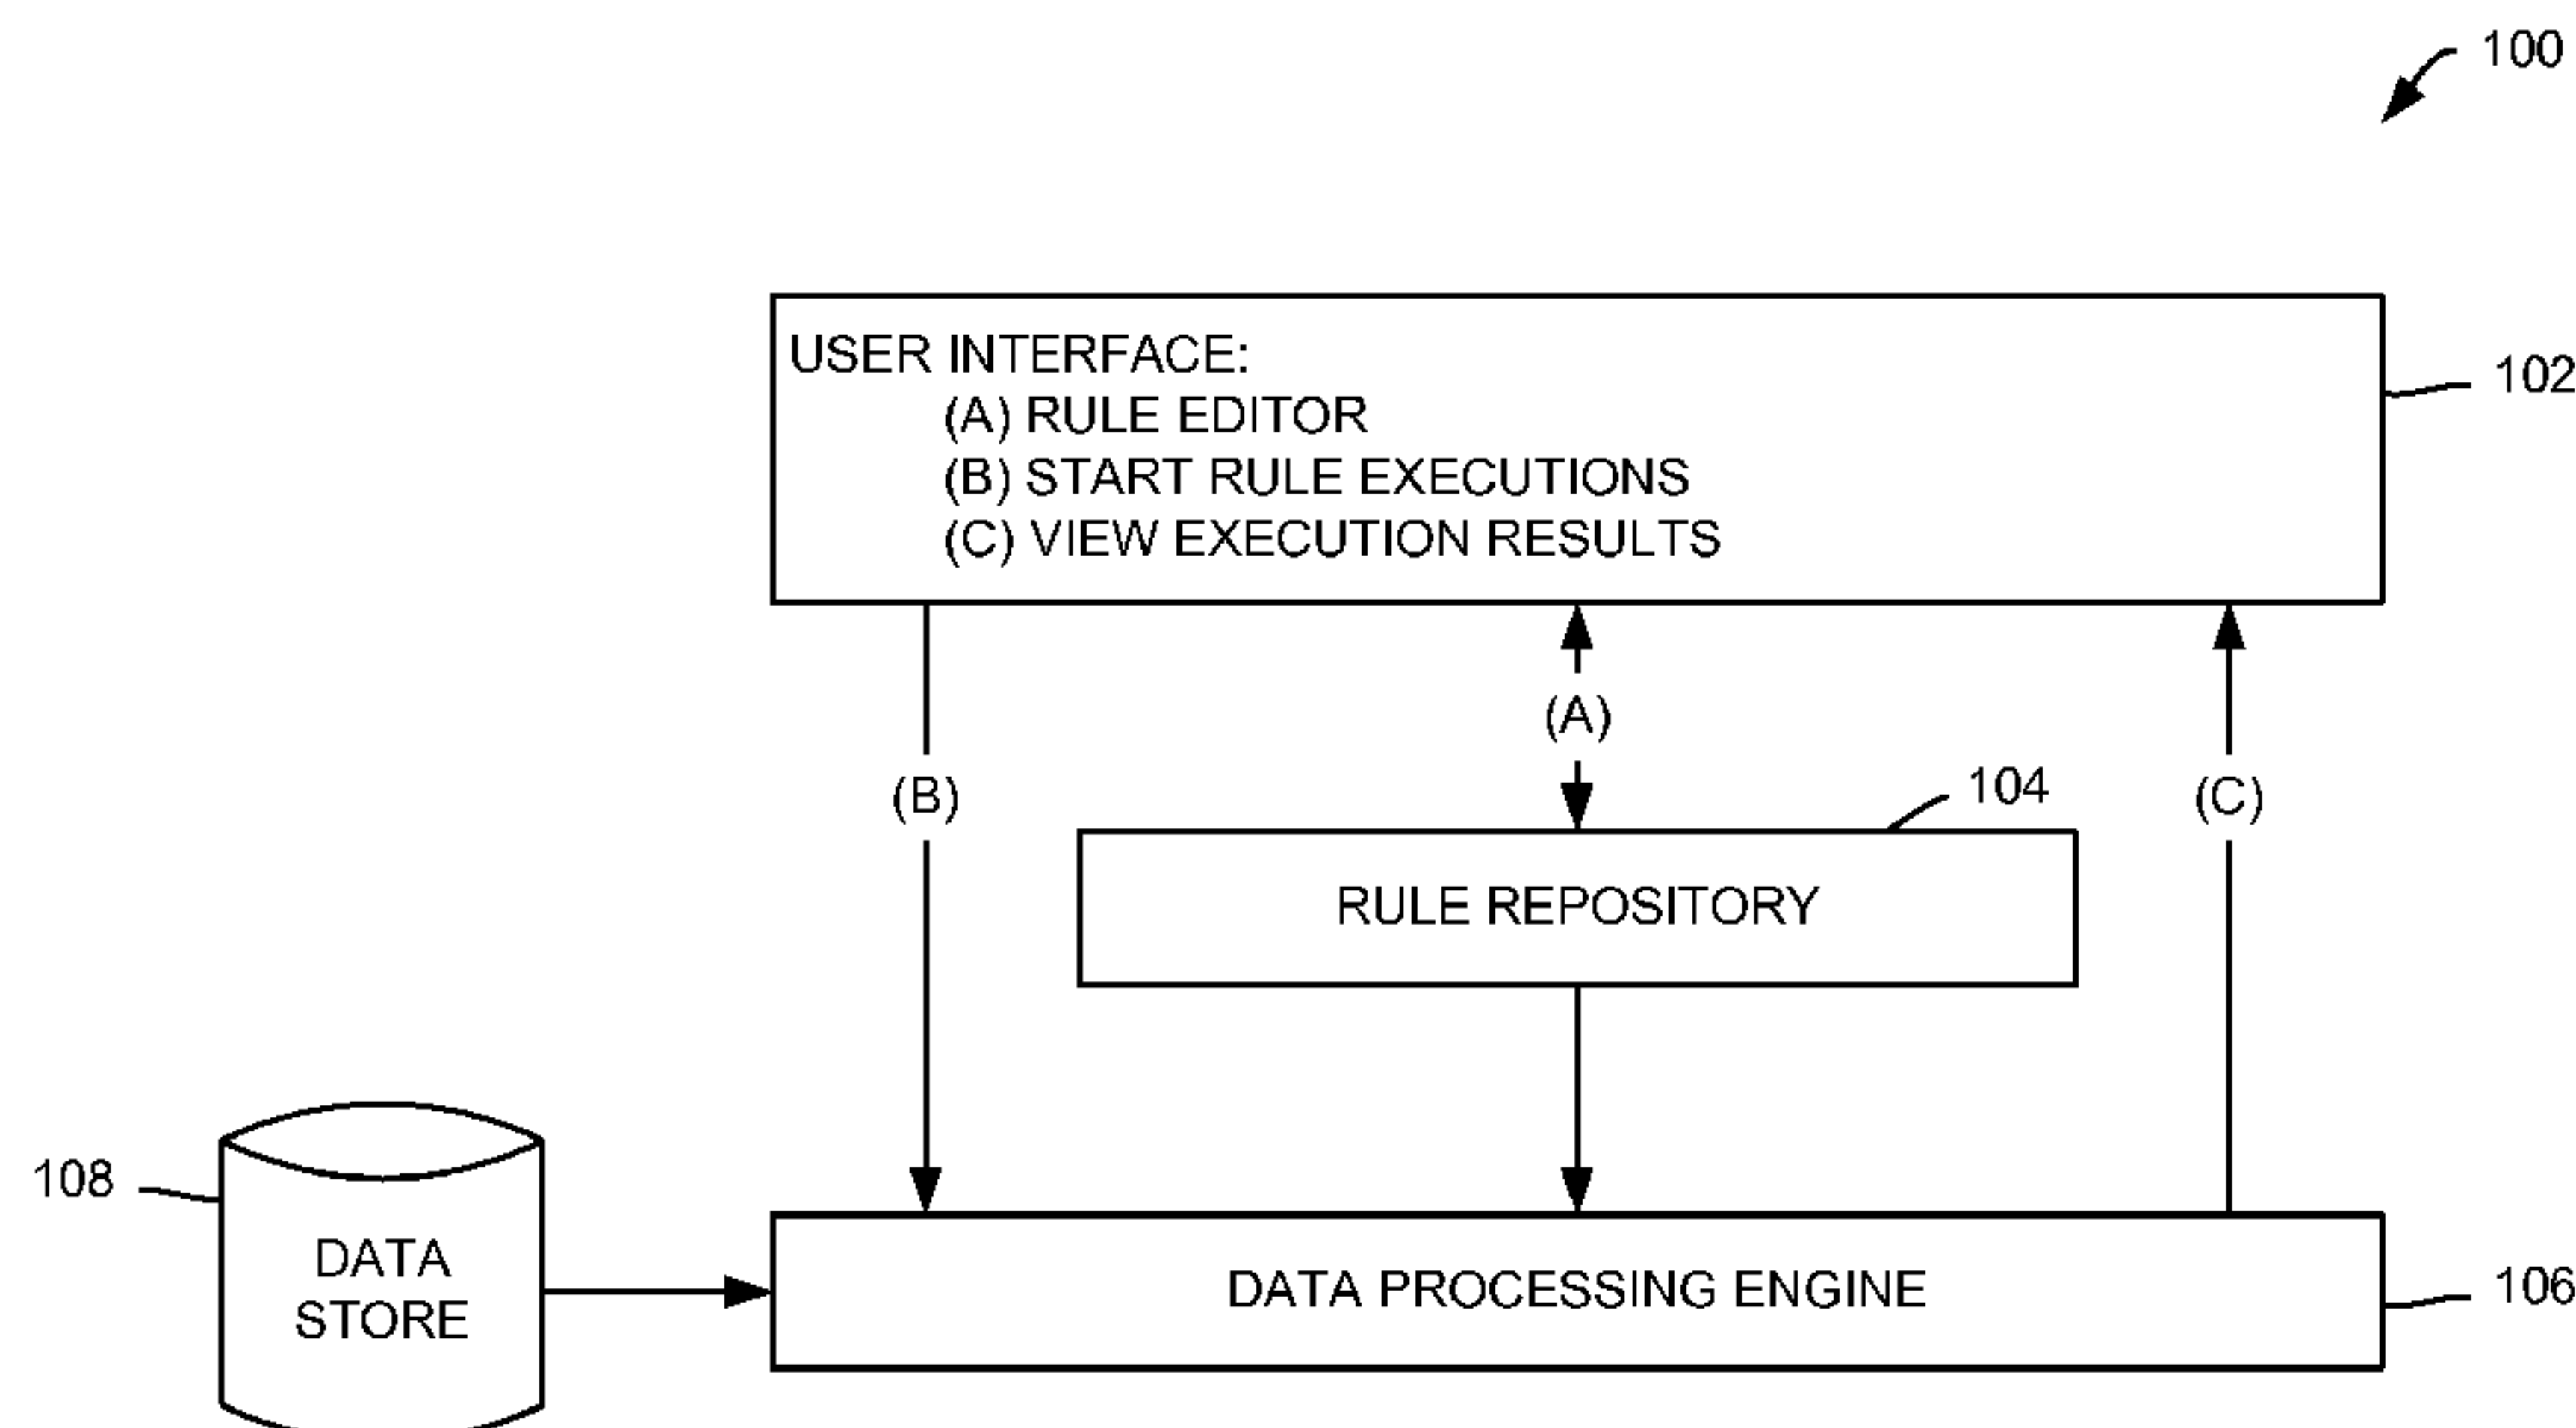 100
USER INTERFACE:
(A) RULE EDITOR
(B) START RULE EXECUTIONS
(C) VIEW EXECUTION RESULTS
102
(A)
(B)
104
(C)
RULE REPOSITORY
108
DATA
STORE
DATA PROCESSING ENGINE
106